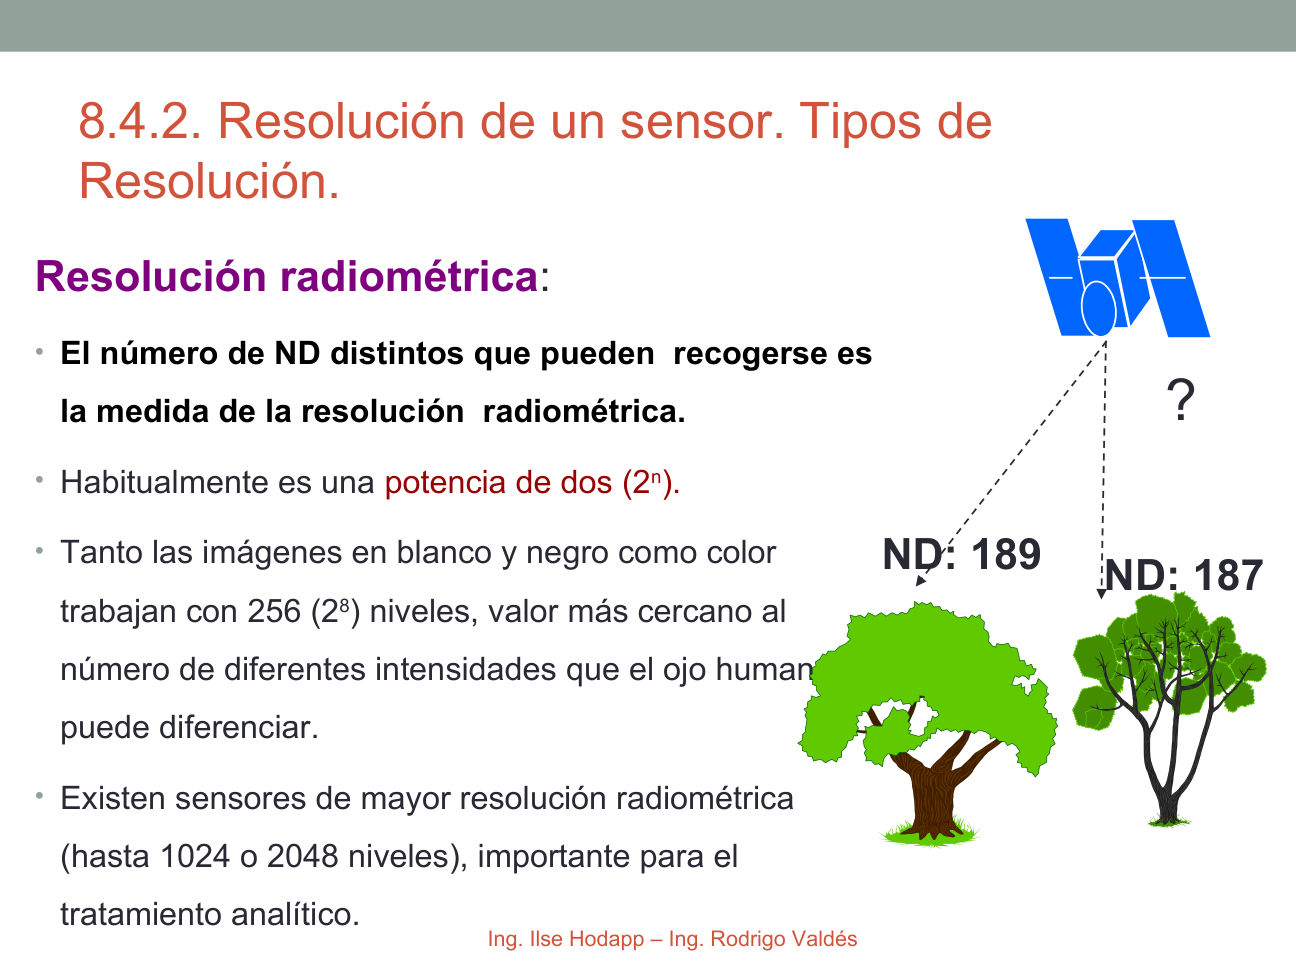 8.4.2. Resolución de un sensor. Tipos de
Resolución.
Resolución radiométrica:
• El número de ND distintos que pueden  recogerse es
la medida de la resolución  radiométrica.
• Habitualmente es una potencia de dos (2ⁿ).
• Tanto las imágenes en blanco y negro como color
trabajan con 256 (2⁸) niveles, valor más cercano al
número de diferentes intensidades que el ojo human
puede diferenciar.
• Existen sensores de mayor resolución radiométrica
(hasta 1024 o 2048 niveles), importante para el
tratamiento analítico.
?
ND: 189
ND: 187
Ing. Ilse Hodapp – Ing. Rodrigo Valdés